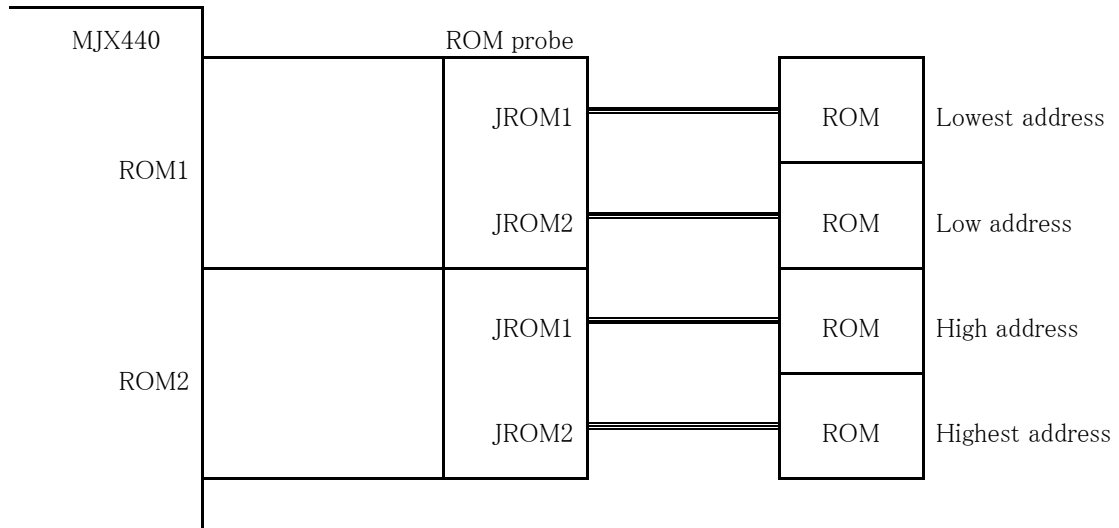 MJX440
ROM probe
JROM1
ROM
Lowest address
ROM1
JROM2
ROM
Low address
JROM1
ROM
High address
ROM2
JROM2
ROM
Highest address